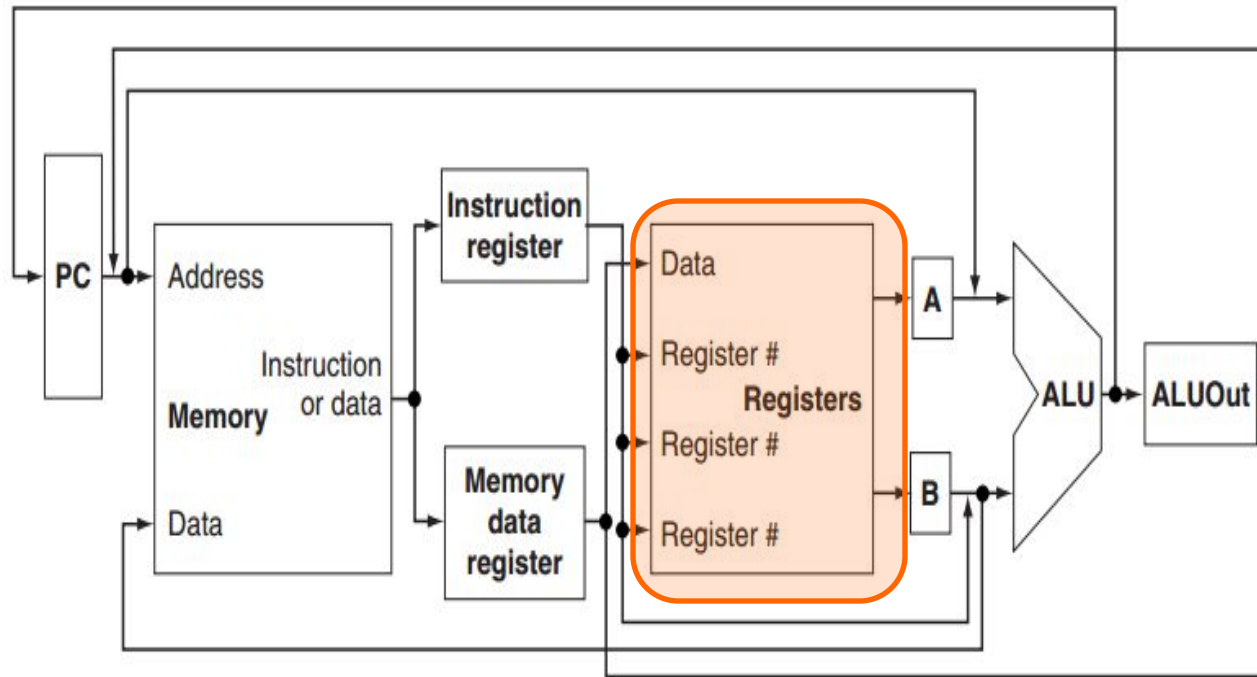 PC
Address
Instruction
or data
Memory
Data
Instruction
register
Memory
data
register
Data
Register #
Registers
Register #
Register #
A
B
ALU
ALUOut